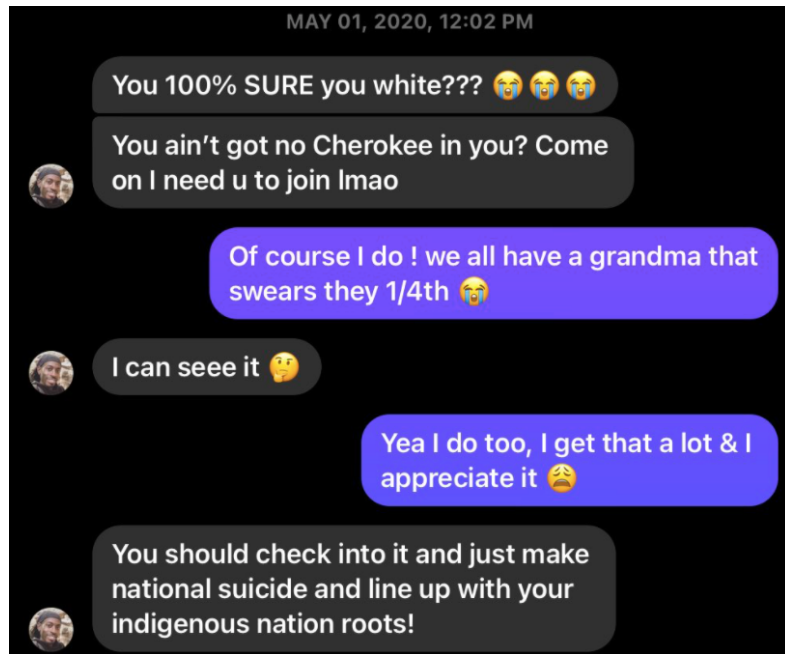 MAY 01, 2020, 12:02 PM
You 100% SURE you white??? 😭😭😭
You ain't got no Cherokee in you? Come
on I need u to join lmao
Of course I do ! we all have a grandma that
swears they 1/4th 😭
I can seee it 🤔
Yea I do too, I get that a lot & I
appreciate it 😩
You should check into it and just make
national suicide and line up with your
indigenous nation roots!